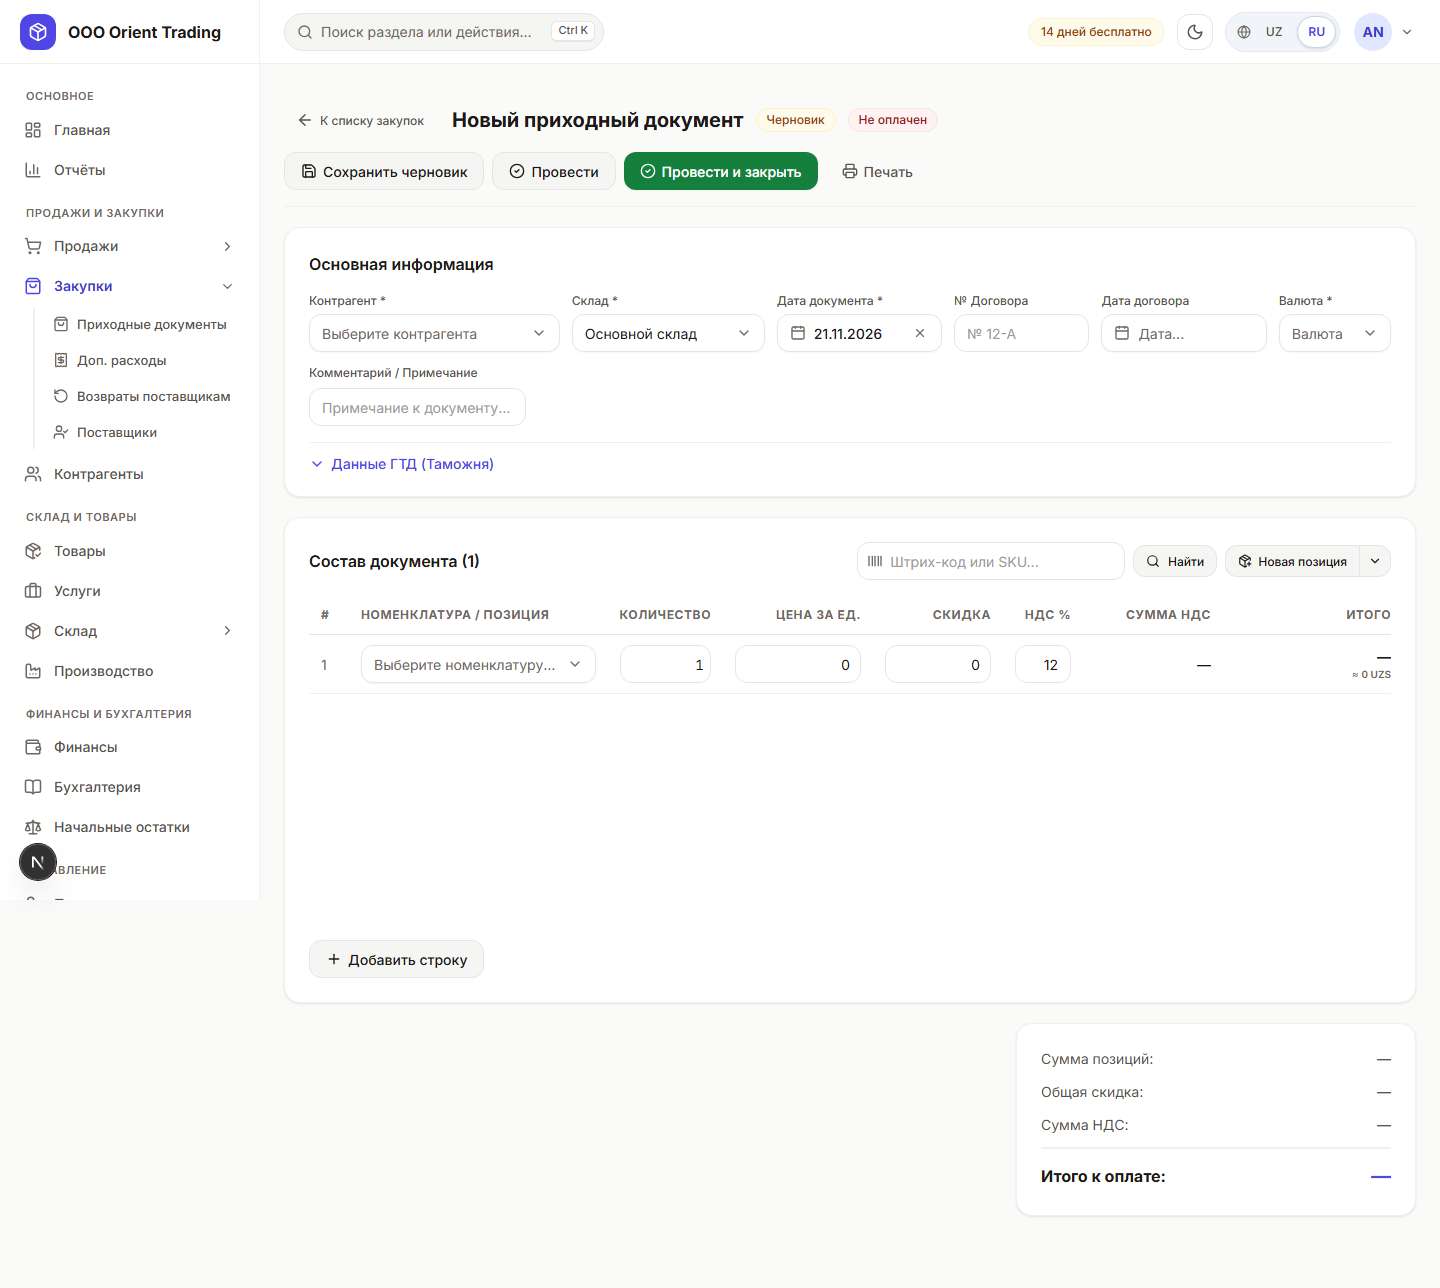 OOO Orient Trading
Поиск раздела или действия...
Ctrl K
14 дней бесплатно
UZ
RU
AN
ОСНОВНОЕ
Главная
Отчёты
ПРОДАЖИ И ЗАКУПКИ
Продажи
Закупки
Приходные документы
Доп. расходы
Возвраты поставщикам
Поставщики
Контрагенты
СКЛАД И ТОВАРЫ
Товары
Услуги
Склад
Производство
ФИНАНСЫ И БУХГАЛТЕРИЯ
Финансы
Бухгалтерия
Начальные остатки
N
К списку закупок
Новый приходный документ
Черновик
Не оплачен
Сохранить черновик
Провести
Провести и закрыть
Печать
Основная информация
Контрагент *
Склад *
Дата документа *
№ Договора
Дата договора
Валюта *
Выберите контрагента
Основной склад
21.11.2026
№ 12-А
Дата...
Валюта
Комментарий / Примечание
Примечание к документу...
Данные ГТД (Таможня)
Состав документа (1)
Штрих-код или SKU...
Найти
Новая позиция
# НОМЕНКЛАТУРА / ПОЗИЦИЯ КОЛИЧЕСТВО ЦЕНА ЗА ЕД. СКИДКА НДС % СУММА НДС ИТОГО
1 Выберите номенклатуру... 1 0 0 12 — —
≈ 0 UZS
Добавить строку
Сумма позиций: —
Общая скидка: —
Сумма НДС: —
Итого к оплате: —